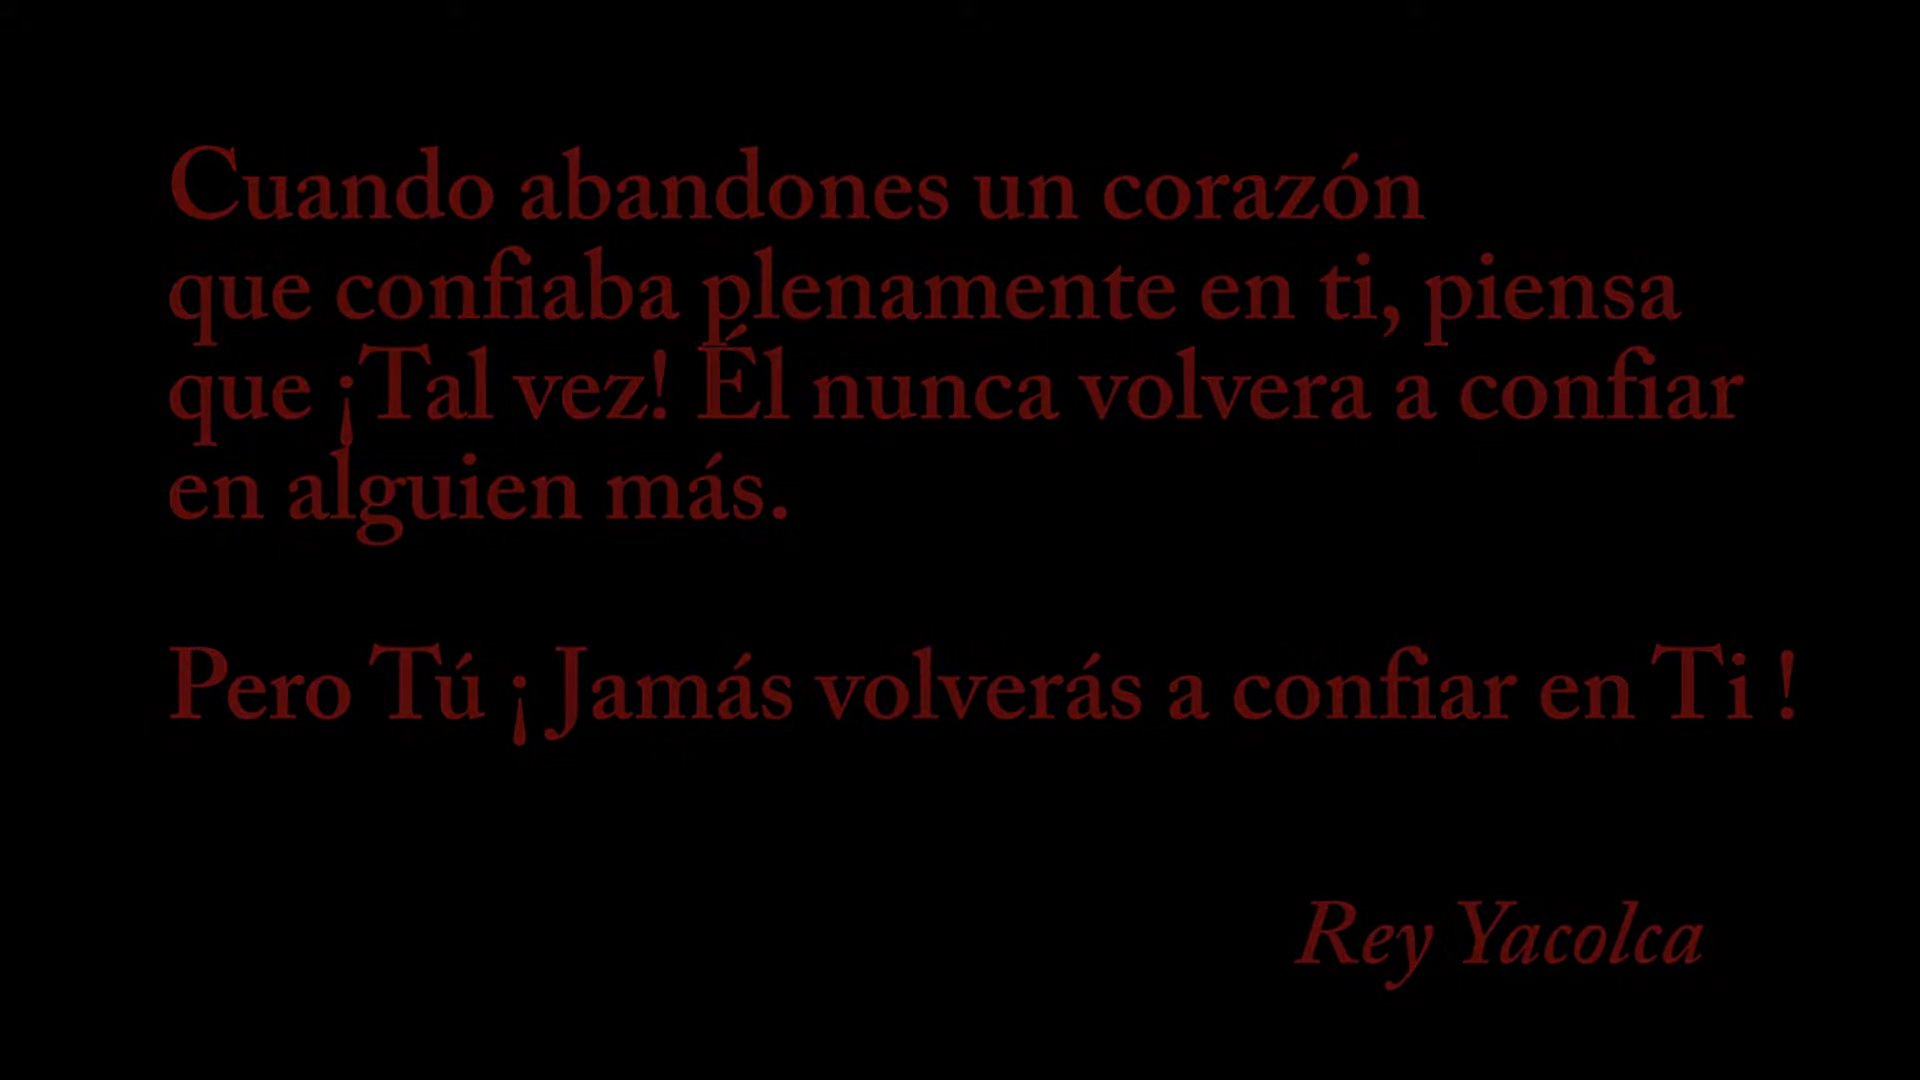 Cuando abandones un corazón
que confiaba plenamente en ti, piensa
que ¡Tal vez! Él nunca volvera a confiar
en alguien más.
Pero Tú ¡ Jamás volverás a confiar en Ti !
Rey Yacolca